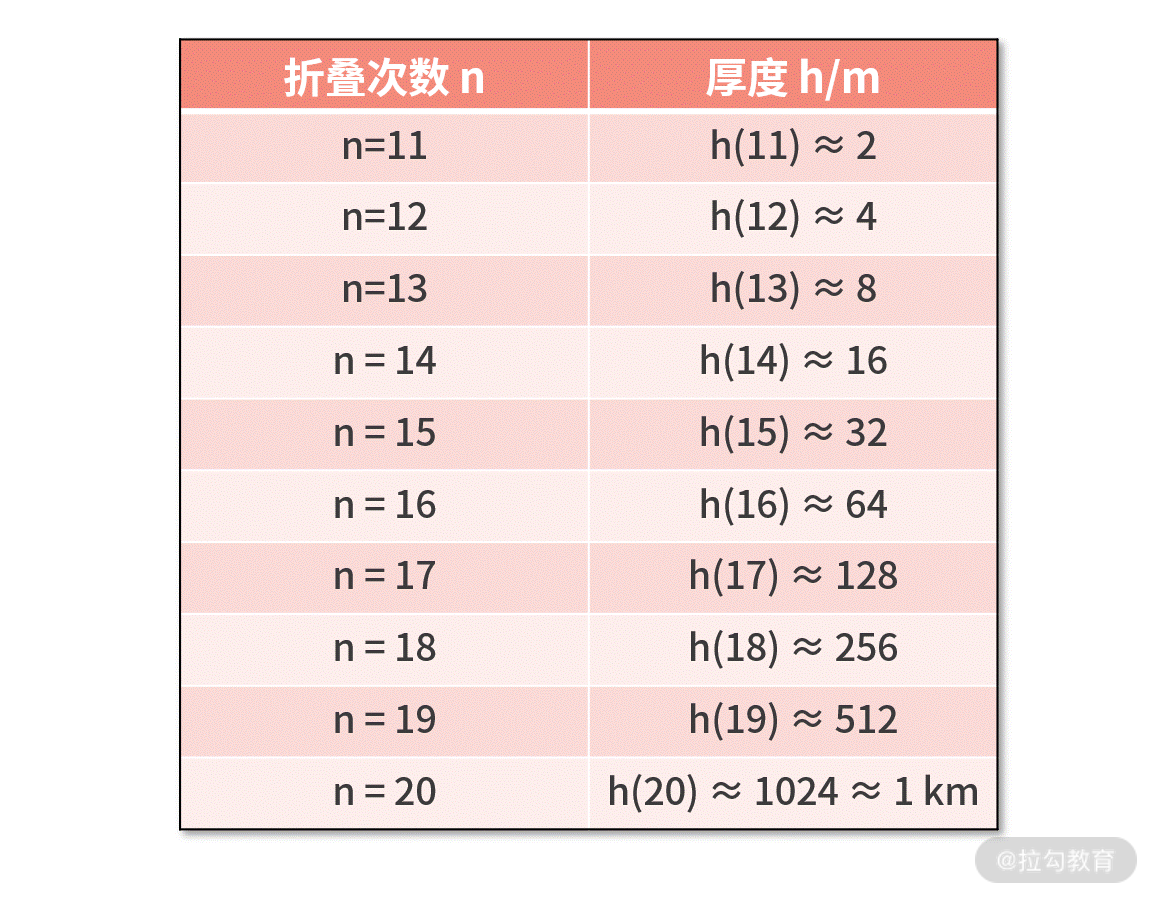 折叠次数 n 厚度 h/m
n=11 h(11) ≈ 2
n=12 h(12) ≈ 4
n=13 h(13) ≈ 8
n = 14 h(14) ≈ 16
n = 15 h(15) ≈ 32
n = 16 h(16) ≈ 64
n = 17 h(17) ≈ 128
n = 18 h(18) ≈ 256
n = 19 h(19) ≈ 512
n = 20 h(20) ≈ 1024 ≈ 1 km
@拉勾教育